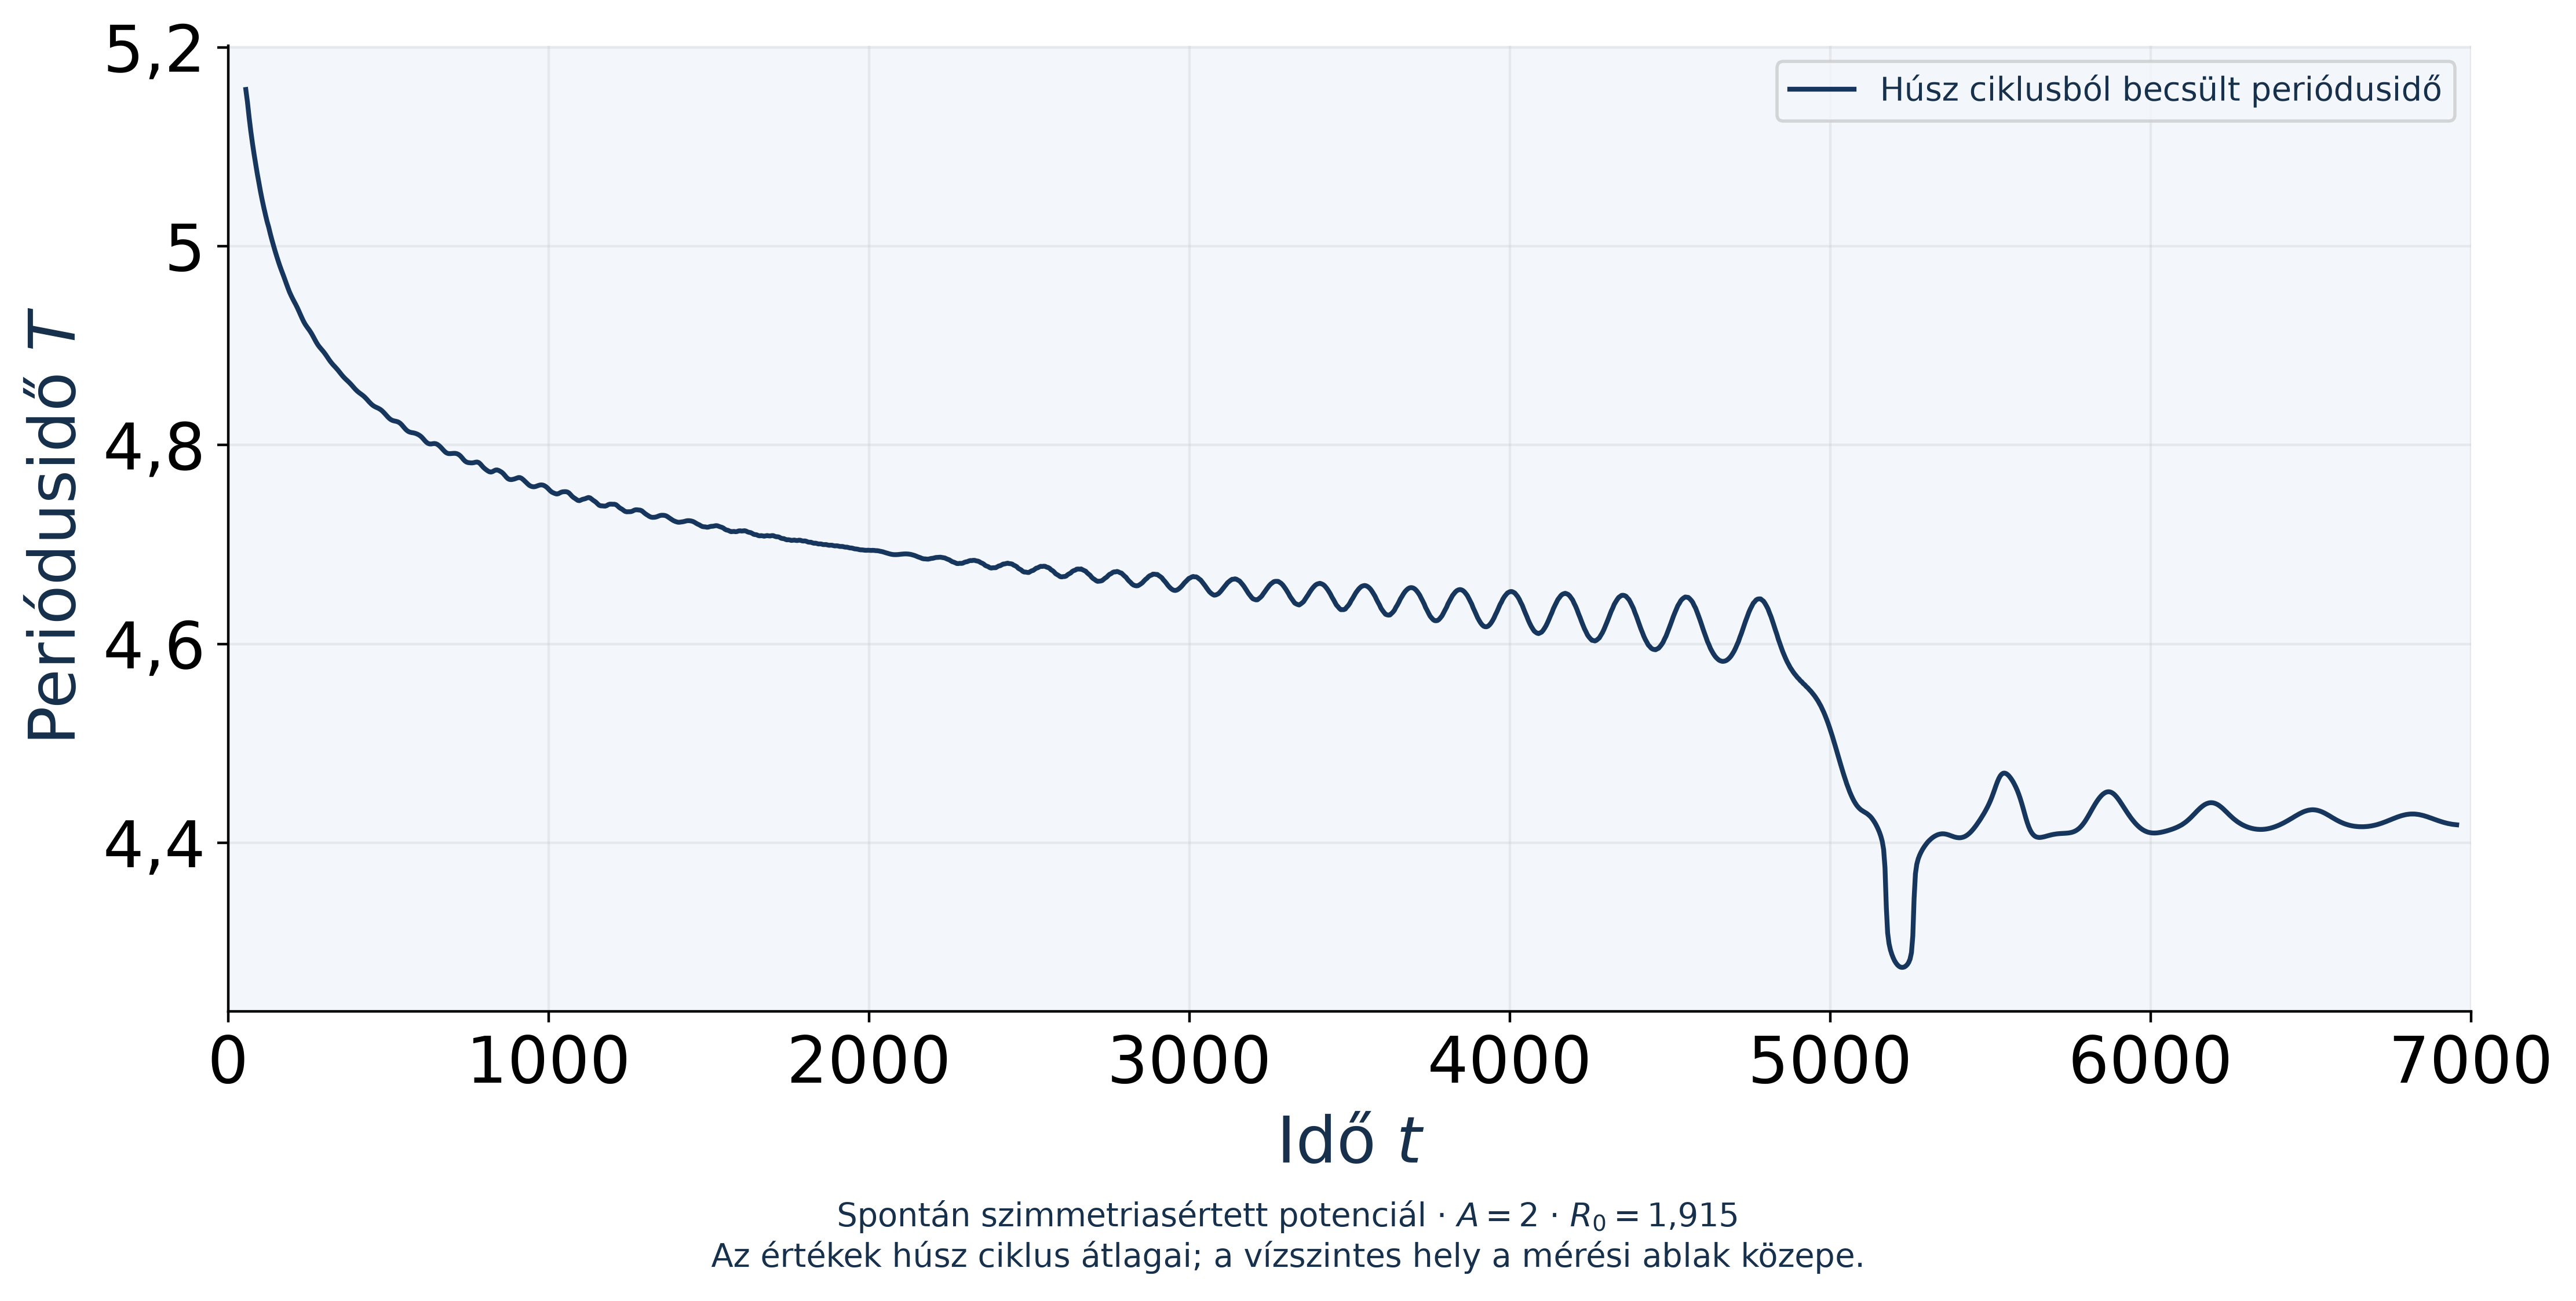 5,2
5
4,8
4,6
4,4
Periódusidő T
Húsz ciklusból becsült periódusidő
0 1000 2000 3000 4000 5000 6000 7000
Idő t
Spontán szimmetriasértett potenciál · A = 2 · R₀ = 1,915
Az értékek húsz ciklus átlagai; a vízszintes hely a mérési ablak közepe.